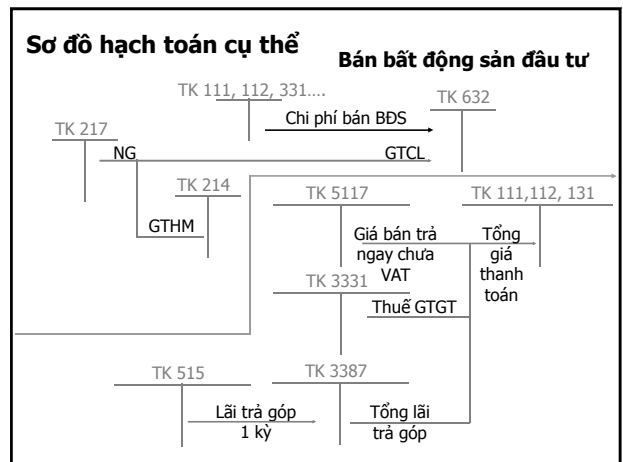 Sơ đồ hạch toán cụ thể
Bán bất động sản đầu tư
TK 111, 112, 331….
TK 632
Chi phí bán BĐS
TK 217
NG
GTCL
TK 214
TK 5117
TK 111,112, 131
GTHM
Giá bán trả
ngay chưa
VAT
Tổng
giá
thanh
toán
TK 3331
Thuế GTGT
TK 515
TK 3387
Lãi trả góp
1 kỳ
Tổng lãi
trả góp